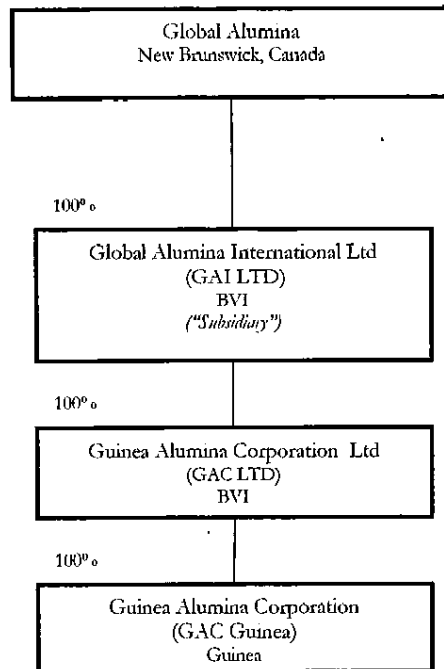 Global Alumina
New Brunswick, Canada
100%
Global Alumina International Ltd
(GAI LTD)
BVI
("Subsidiary")
100%
Guinea Alumina Corporation Ltd
(GAC LTD)
BVI
100%
Guinea Alumina Corporation
(GAC Guinea)
Guinea